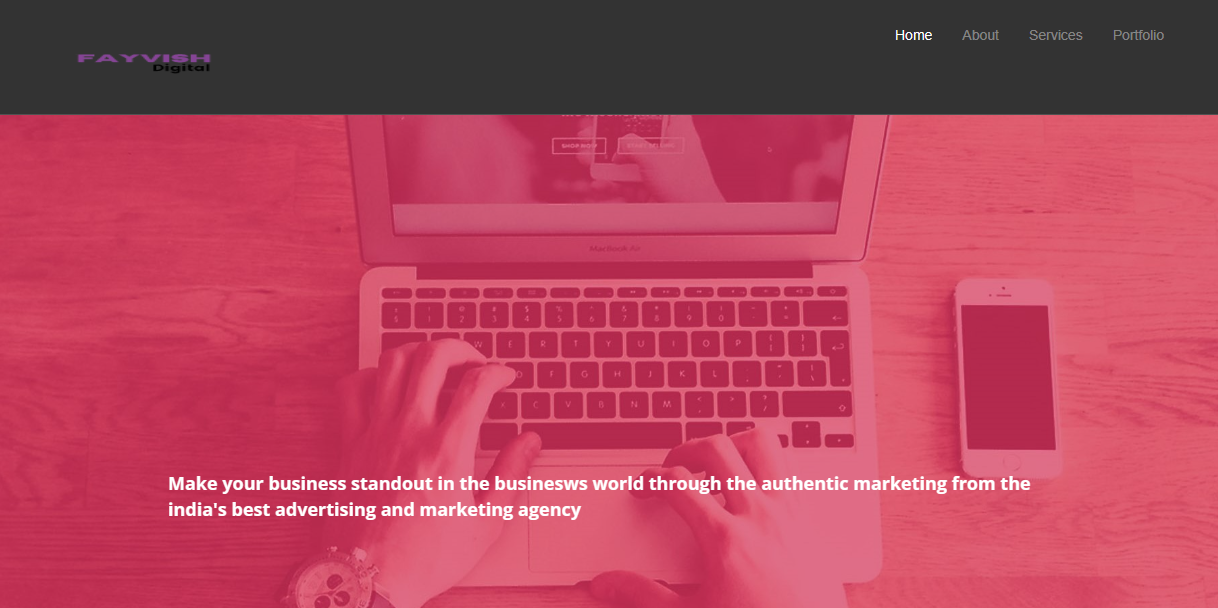 Home About Services Portfolio
FAYVISH
Digital
SHOP NOW
MacBook Air
W E R T Y U I O P
D F G H J K L
X C V B N M
Make your business standout in the businesws world through the authentic marketing from the
india's best advertising and marketing agency